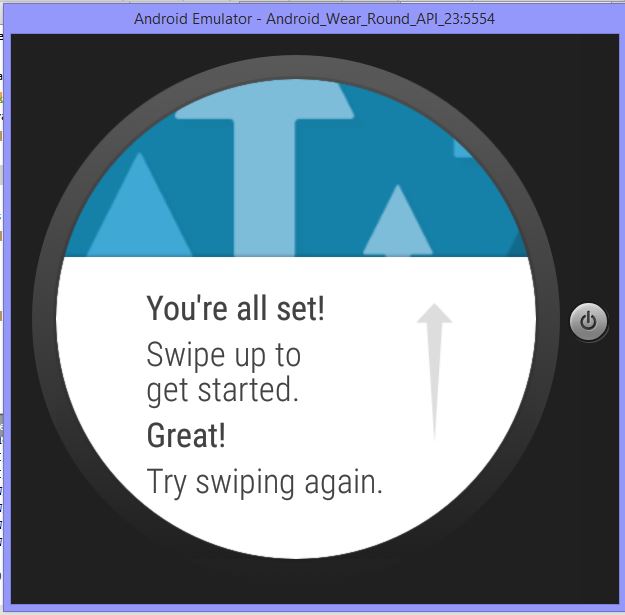 Android Emulator - Android_Wear_Round_API_23:5554
You're all set!
Swipe up to
get started.
Great!
Try swiping again.